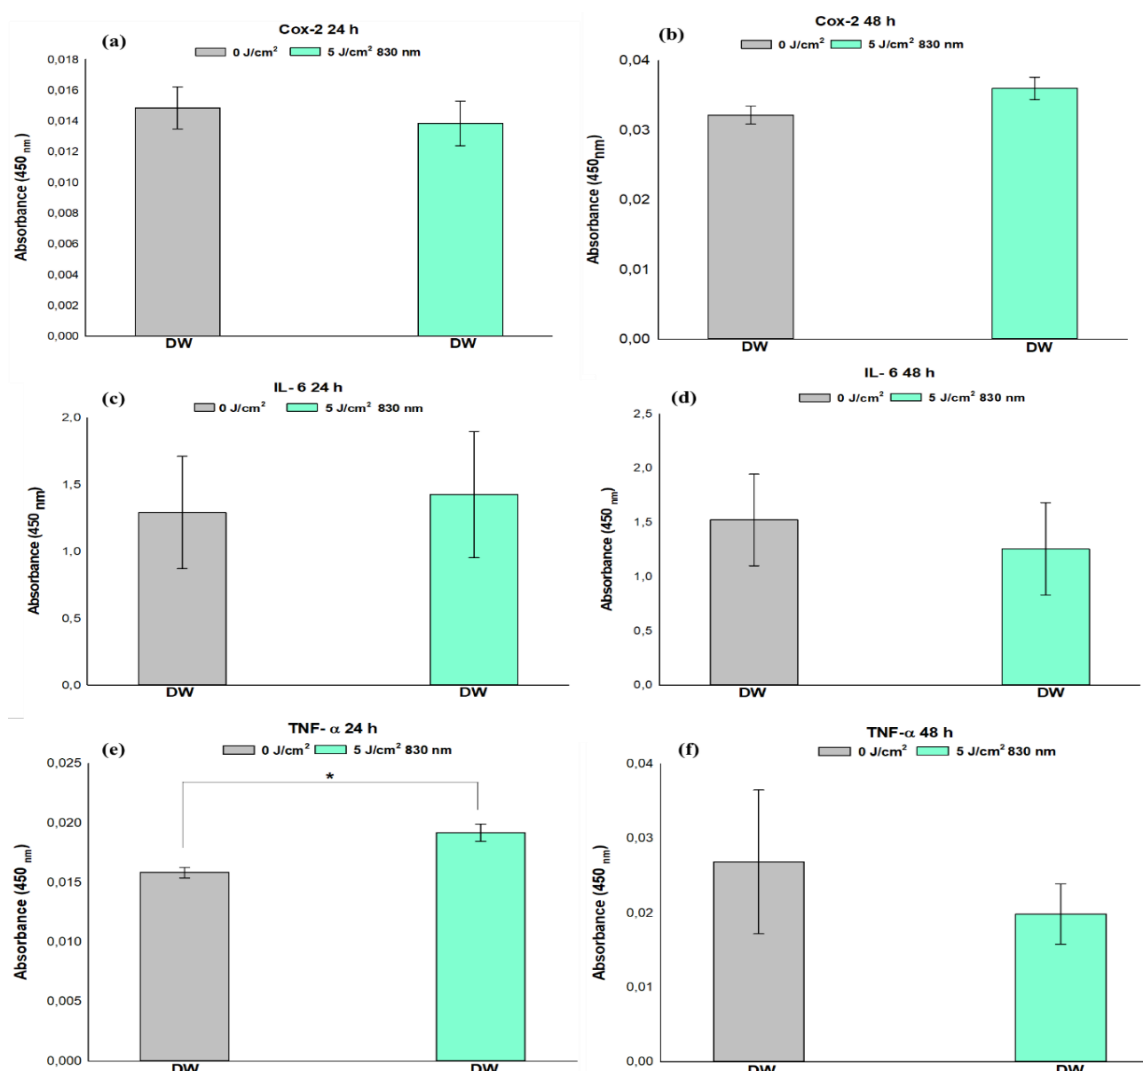 (a)
Cox-2 24 h
0 J/cm² 5 J/cm² 830 nm
Absorbance (450 nm)
0,018
0,016
0,014
0,012
0,010
0,008
0,006
0,004
0,002
0,000
DW DW
(b)
Cox-2 48 h
0 J/cm² 5 J/cm² 830 nm
Absorbance (450nm)
0,04
0,03
0,02
0,01
0,00
DW DW
(c)
IL- 6 24 h
0 J/cm² 5 J/cm² 830 nm
Absorbance (450 nm)
2,0
1,5
1,0
0,5
0,0
DW DW
(d)
IL- 6 48 h
0 J/cm² 5 J/cm² 830 nm
Absorbance (450 nm)
2,5
2,0
1,5
1,0
0,5
0,0
DW DW
(e)
TNF- α 24 h
0 J/cm² 5 J/cm² 830 nm
Absorbance (450 nm)
0,025
0,020
0,015
0,010
0,005
0,000
*
DW DW
(f)
TNF-α 48 h
0 J/cm² 5 J/cm² 830 nm
Absorbance (450 nm)
0,04
0,03
0,02
0,01
0,00
DW DW